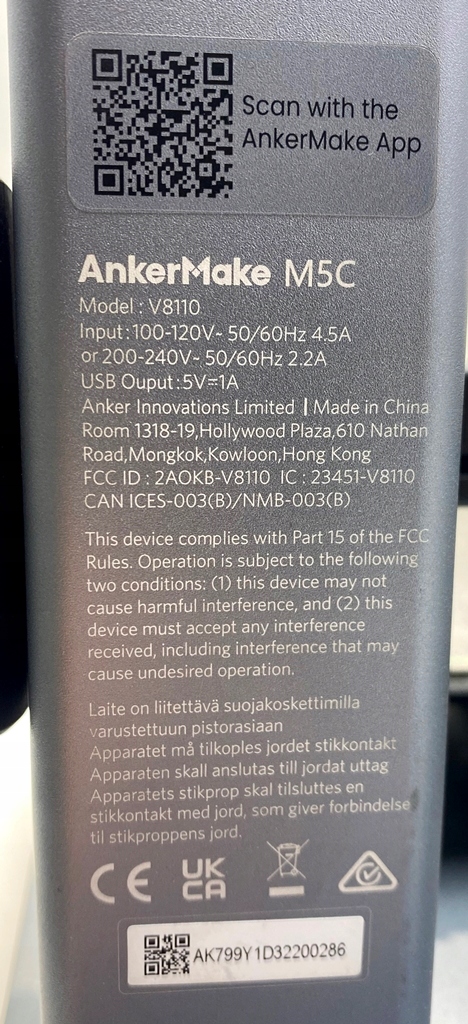 Scan with the
AnkerMake App
AnkerMake M5C
Model : V8110
Input:100-120V~ 50/60Hz 4.5A
or 200-240V~ 50/60Hz 2.2A
USB Ouput:5V=1A
Anker Innovations Limited | Made in China
Room 1318-19,Hollywood Plaza,610 Nathan
Road,Mongkok,Kowloon,Hong Kong
FCC ID : 2AOKB-V8110 IC : 23451-V8110
CAN ICES-003(B)/NMB-003(B)
This device complies with Part 15 of the FCC
Rules. Operation is subject to the following
two conditions: (1) this device may not
cause harmful interference, and (2) this
device must accept any interference
received, including interference that may
cause undesired operation.
Laite on liitettävä suojakoskettimilla
varustettuun pistorasiaan
Apparatet må tilkoples jordet stikkontakt
Apparaten skall anslutas till jordat uttag
Apparatets stikprop skal tilsluttes en
stikkontakt med jord, som giver forbindelse
til stikproppens jord.
CE UK
CA
AK799Y1D32200286